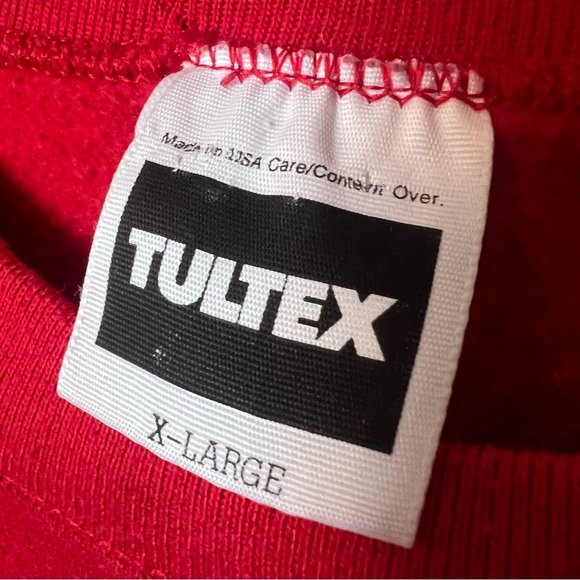 Made in USA Care/Content Over.
TULTEX
X-LARGE